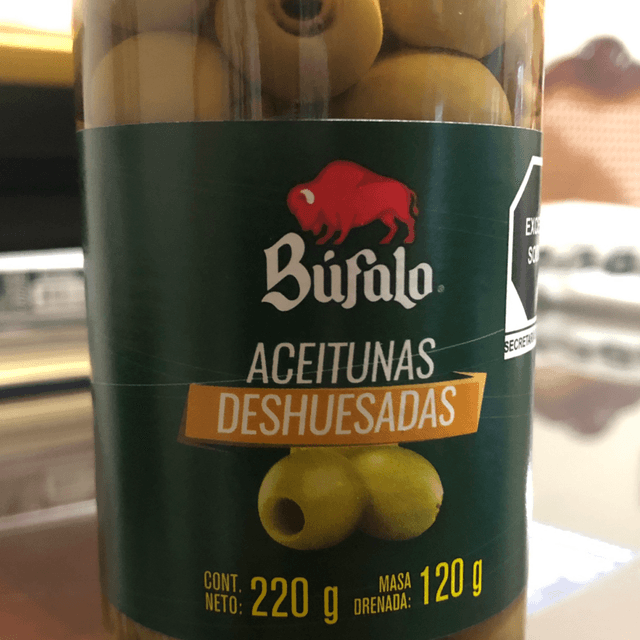 Búfalo®
ACEITUNAS
DESHUESADAS
CONT. NETO: 220 g
MASA DRENADA: 120 g